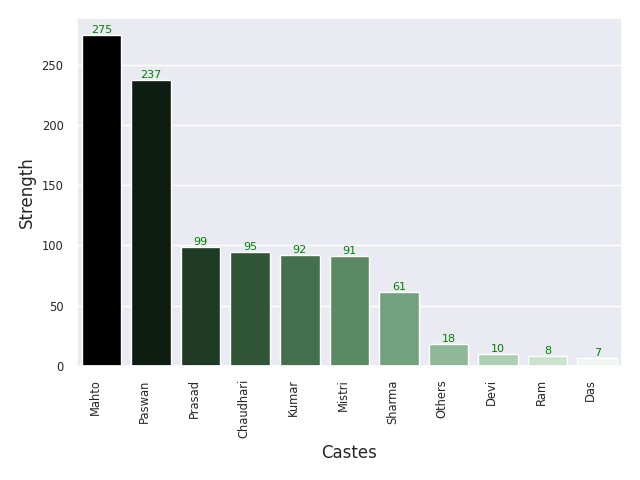 275
237
99
95
92
91
61
18
10
8
7
250
200
150
100
50
0
Strength
Mahto
Paswan
Prasad
Chaudhari
Kumar
Mistri
Sharma
Others
Devi
Ram
Das
Castes